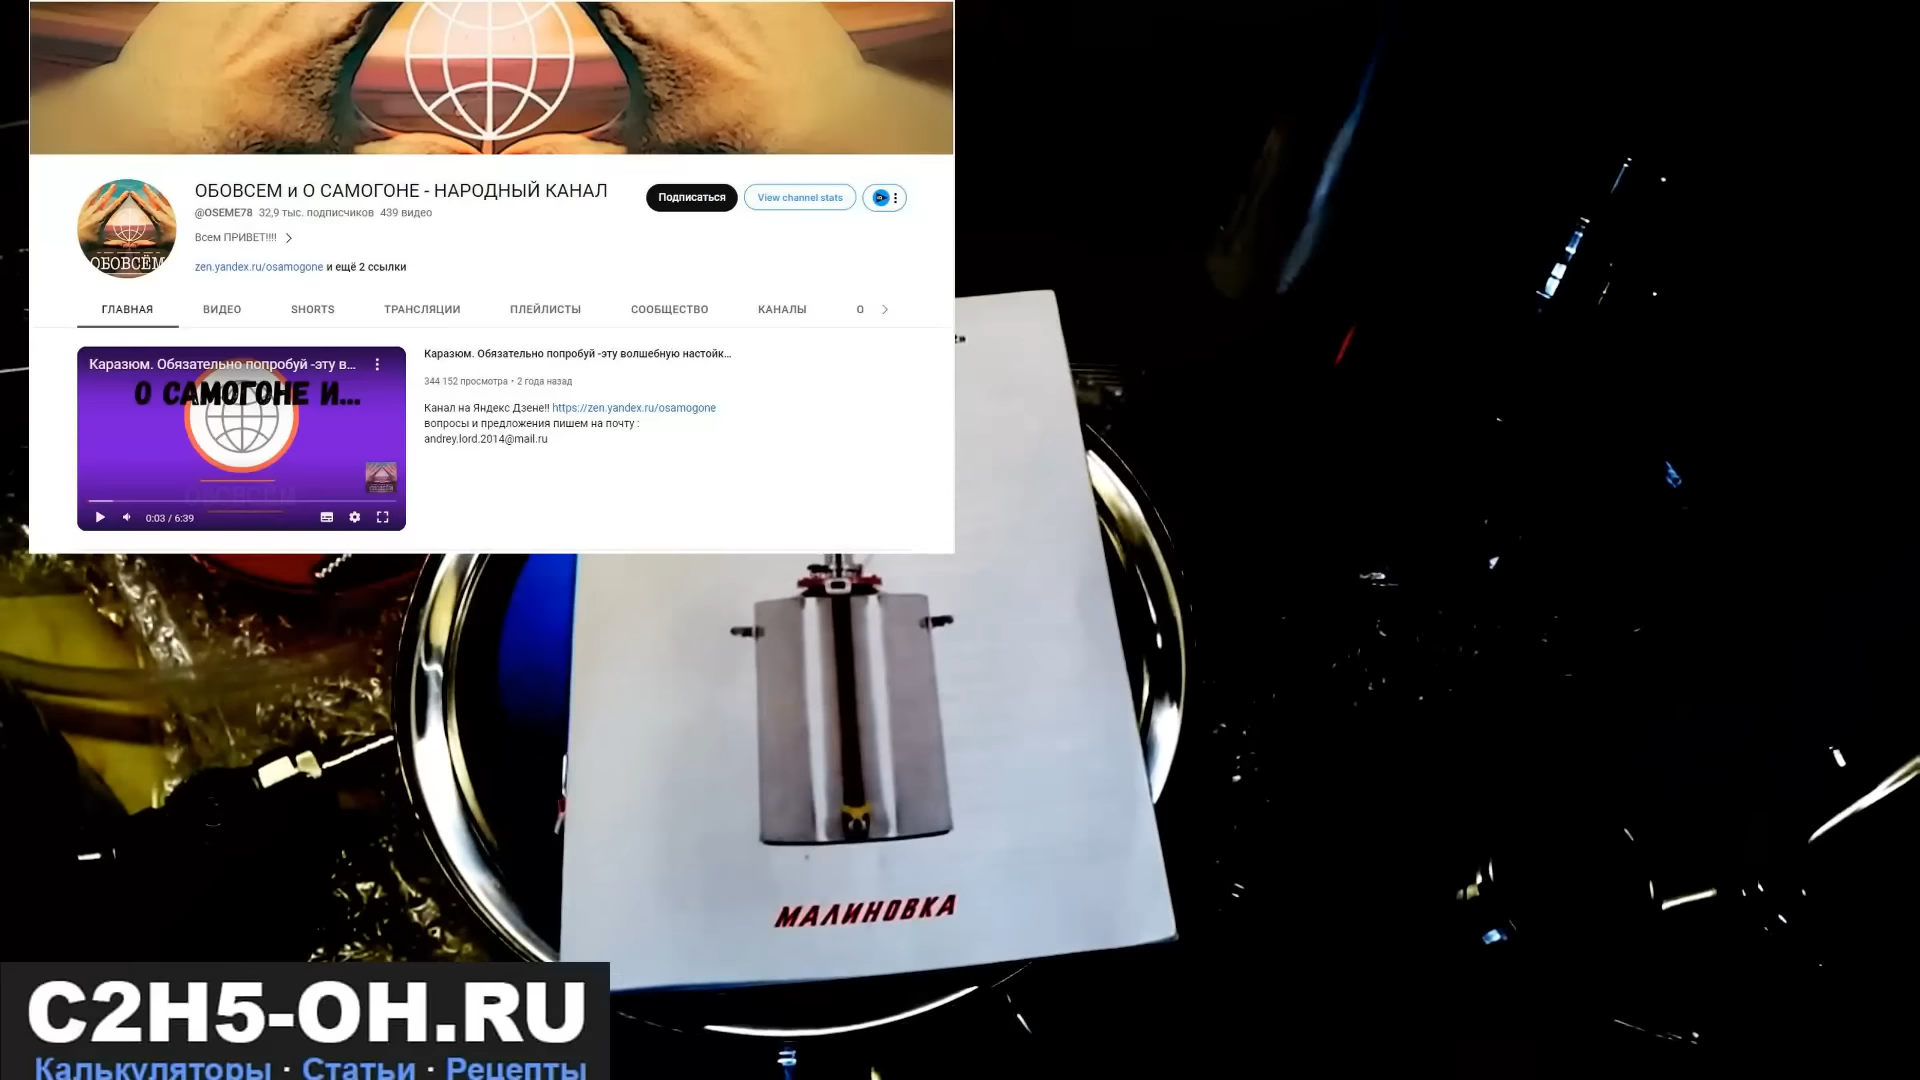 ОБОВСЕМ и О САМОГОНЕ - НАРОДНЫЙ КАНАЛ
@OSEME78 32,9 тыс. подписчиков 439 видео
Всем ПРИВЕТ!!!!
zen.yandex.ru/osamogone и ещё 2 ссылки
Подписаться
View channel stats
ОБОВСЁМ
ГЛАВНАЯ ВИДЕО SHORTS ТРАНСЛЯЦИИ ПЛЕЙЛИСТЫ СООБЩЕСТВО КАНАЛЫ О
Каразюм. Обязательно попробуй -эту в...
О САМОГОНЕ И...
0:03 / 6:39
Каразюм. Обязательно попробуй -эту волшебную настойк...
344 152 просмотра • 2 года назад
Канал на Яндекс Дзене!! https://zen.yandex.ru/osamogone
вопросы и предложения пишем на почту :
andrey.lord.2014@mail.ru
МАЛИНОВКА
C2H5-OH.RU
Калькуляторы · Статьи · Рецепты